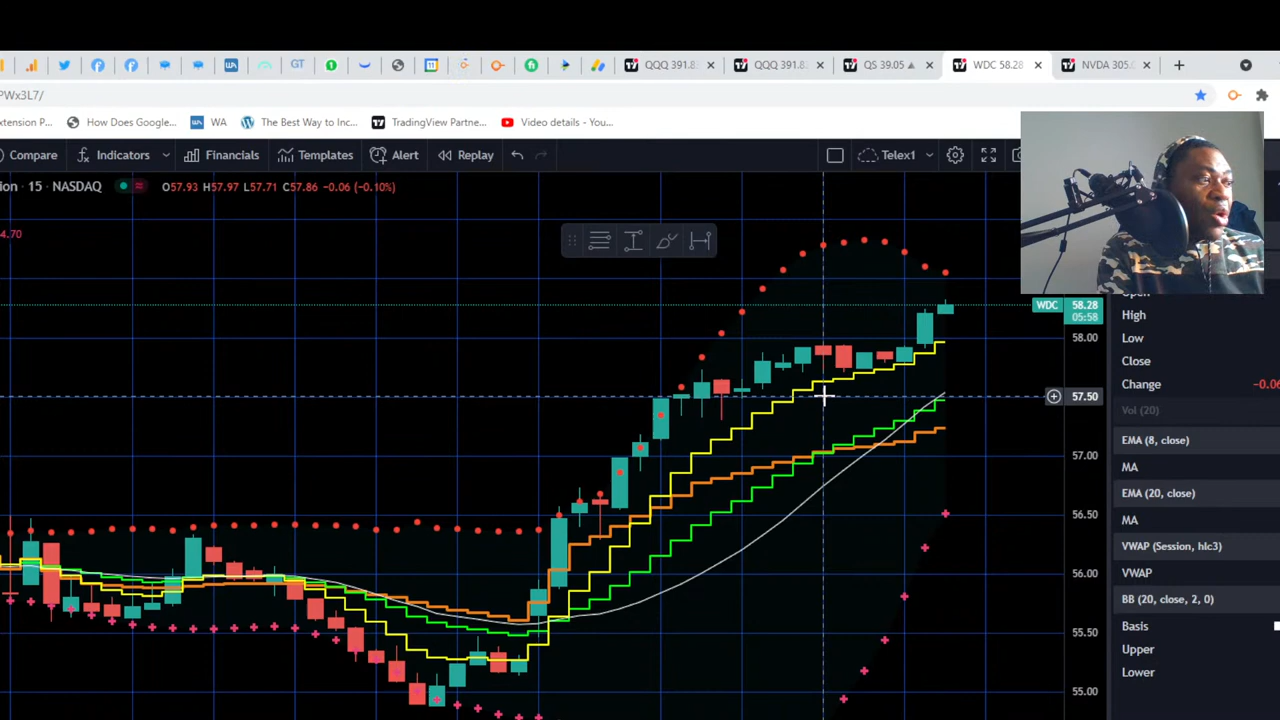 GT
31
QQQ 391.8
QQQ 391.8
QS 39.05
WDC 58.28
NVDA 305.
PWx3L7/
xtension P...
How Does Google...
WA
The Best Way to Inc...
TradingView Partne...
Video details - You...
Compare
Indicators
Financials
Templates
Alert
Replay
Telex1
ion · 15 · NASDAQ
O57.93 H57.97 L57.71 C57.86 -0.06 (-0.10%)
4.70
WDC
58.28
05:58
58.00
57.50
57.00
56.50
56.00
55.50
55.00
High
Low
Close
Change
-0.06
Vol (20)
EMA (8, close)
MA
EMA (20, close)
MA
VWAP (Session, hlc3)
VWAP
BB (20, close, 2, 0)
Basis
Upper
Lower